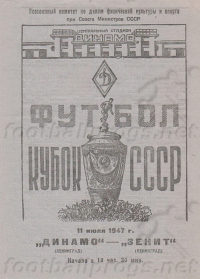 Всесоюзный комитет по делам физической культуры и спорта
при Совете Министров СССР
ЦЕНТРАЛЬНЫЙ СТАДИОН
ДИНАМО
Д
ФУТБОЛ
КУБОК СССР
11 июля 1947 г.
„ДИНАМО" — „ЗЕНИТ"
(ЛЕНИНГРАД) (ЛЕНИНГРАД)
Начало в 19 час. 30 мин.